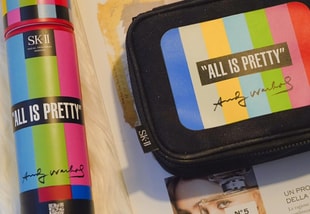 SK-II
"ALL IS PRETTY"
Andy Warhol
"ALL IS PRETTY"
Andy Warhol
SK-II
N°5
UN PRO
DELLA